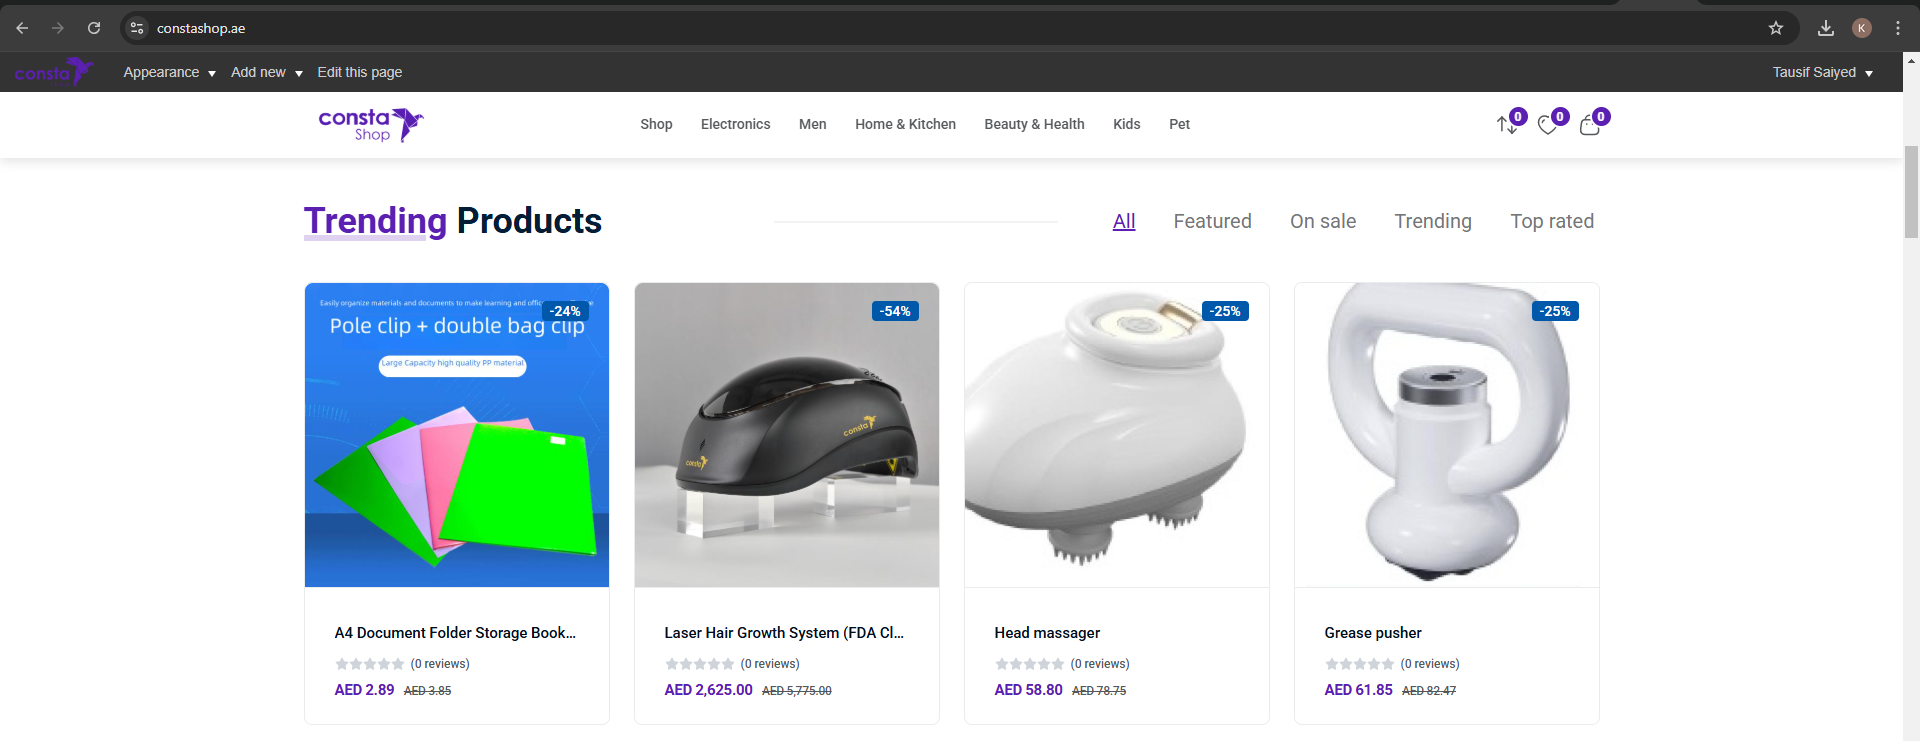 constashop.ae
K
consta
Appearance
Add new
Edit this page
Tausif Saiyed
consta
Shop
Shop
Electronics
Men
Home & Kitchen
Beauty & Health
Kids
Pet
0
0
0
Trending Products
All
Featured
On sale
Trending
Top rated
Easily organize materials and documents to make learning and
-24%
Pole clip + double bag clip
Large Capacity high quality PP material
-54%
consta
consta
-25%
-25%
A4 Document Folder Storage Book...
(0 reviews)
AED 2.89 AED 3.85
Laser Hair Growth System (FDA Cl...
(0 reviews)
AED 2,625.00 AED 5,775.00
Head massager
(0 reviews)
AED 58.80 AED 78.75
Grease pusher
(0 reviews)
AED 61.85 AED 82.47